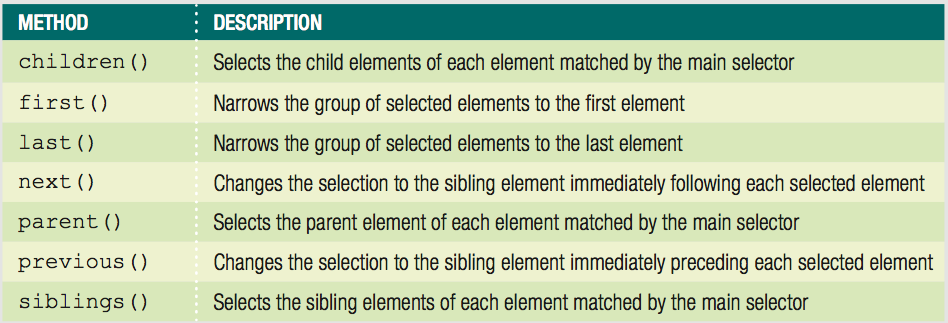 METHOD DESCRIPTION
children() Selects the child elements of each element matched by the main selector
first() Narrows the group of selected elements to the first element
last() Narrows the group of selected elements to the last element
next() Changes the selection to the sibling element immediately following each selected element
parent() Selects the parent element of each element matched by the main selector
previous() Changes the selection to the sibling element immediately preceding each selected element
siblings() Selects the sibling elements of each element matched by the main selector